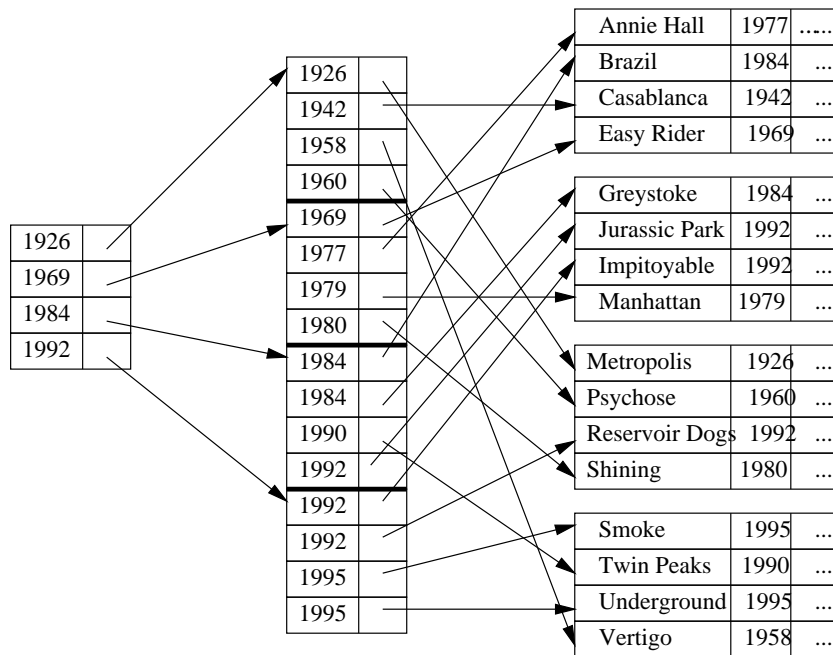 1926
1969
1984
1992
1926
1942
1958
1960
1969
1977
1979
1980
1984
1984
1990
1992
1992
1992
1995
1995
Annie Hall 1977 ......
Brazil 1984 ...
Casablanca 1942 ...
Easy Rider 1969 ...
Greystoke 1984 ...
Jurassic Park 1992 ...
Impitoyable 1992 ...
Manhattan 1979 ...
Metropolis 1926 ...
Psychose 1960 ...
Reservoir Dogs 1992 ...
Shining 1980 ...
Smoke 1995 ...
Twin Peaks 1990 ...
Underground 1995 ...
Vertigo 1958 ...